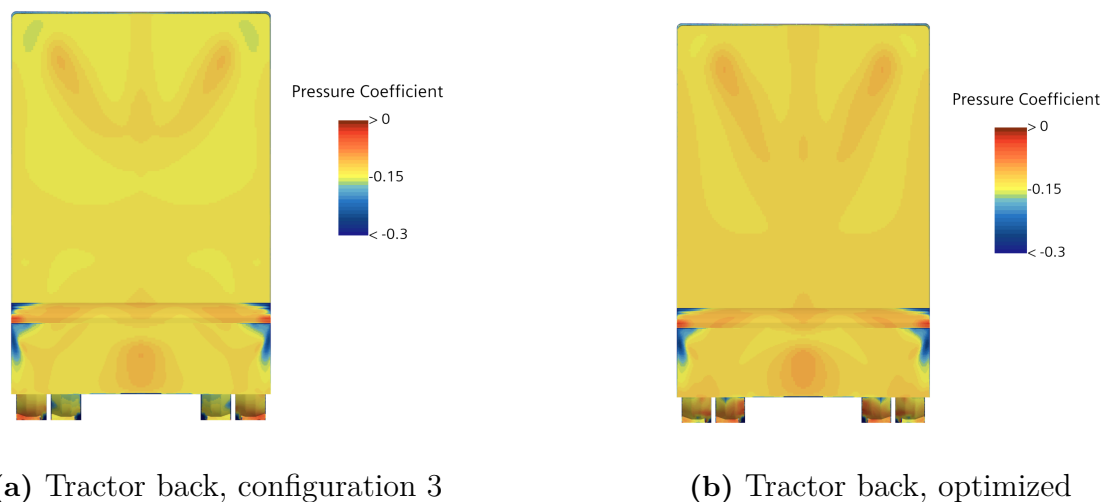 Pressure Coefficient
> 0
-0.15
< -0.3
Pressure Coefficient
> 0
-0.15
< -0.3
(a) Tractor back, configuration 3
(b) Tractor back, optimized